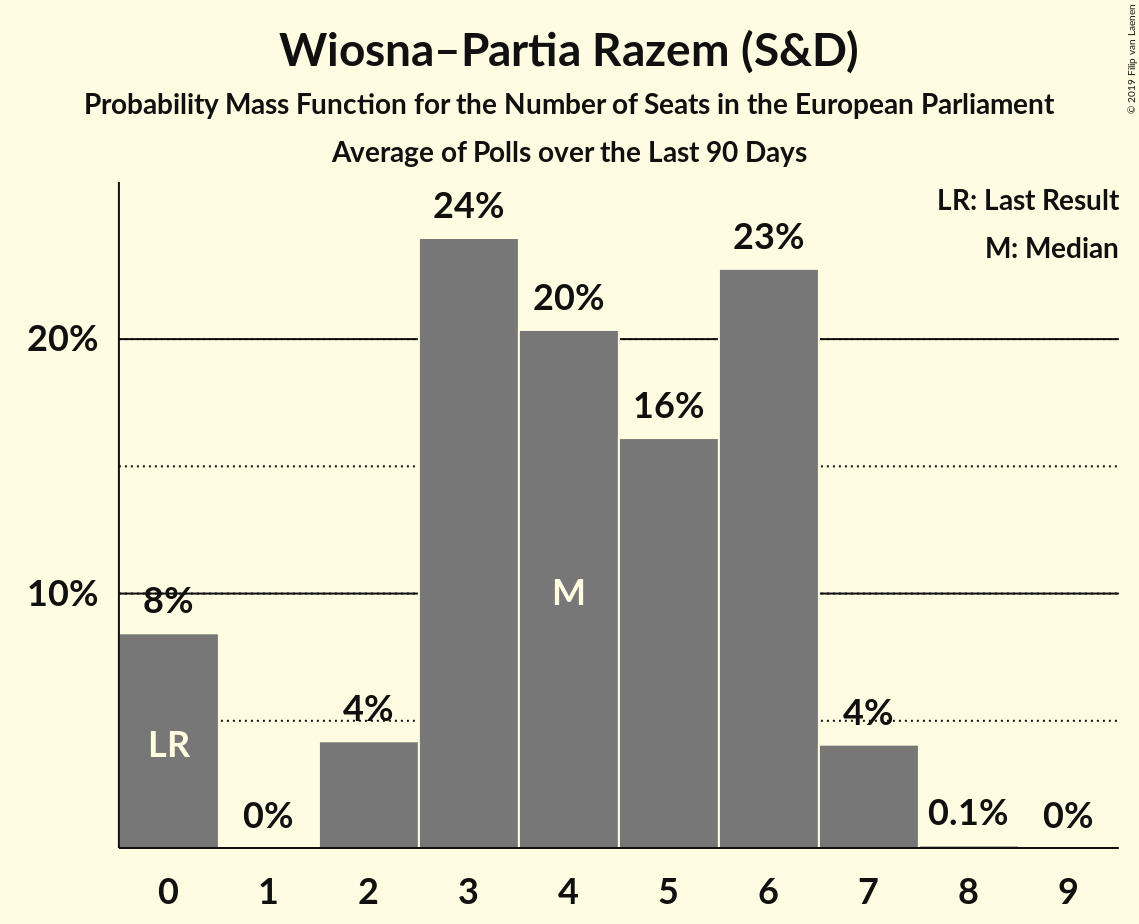 Wiosna–Partia Razem (S&D)
Probability Mass Function for the Number of Seats in the European Parliament
Average of Polls over the Last 90 Days
© 2019 Filip van Laenen
LR: Last Result
M: Median
24%
23%
20%
20%
16%
10%
8%
M
4%
4%
LR
0%
0.1%
0%
0 1 2 3 4 5 6 7 8 9